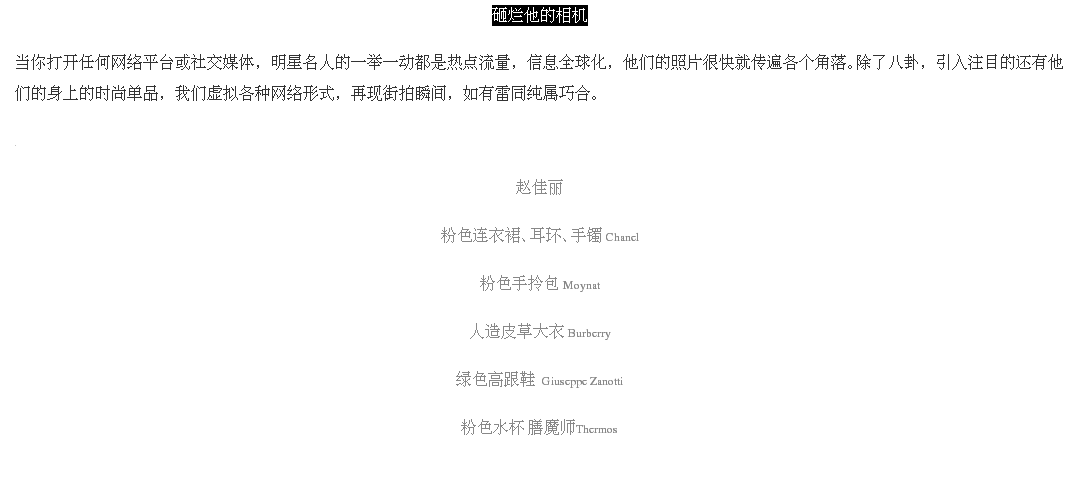 砸烂他的相机
当你打开任何网络平台或社交媒体，明星名人的一举一动都是热点流量，信息全球化，他们的照片很快就传遍各个角落。除了八卦，引入注目的还有他
们的身上的时尚单品，我们虚拟各种网络形式，再现街拍瞬间，如有雷同纯属巧合。
赵佳丽
粉色连衣裙、耳环、手镯 Chanel
粉色手拎包 Moynat
人造皮草大衣 Burberry
绿色高跟鞋 Giuseppe Zanotti
粉色水杯 膳魔师Thermos